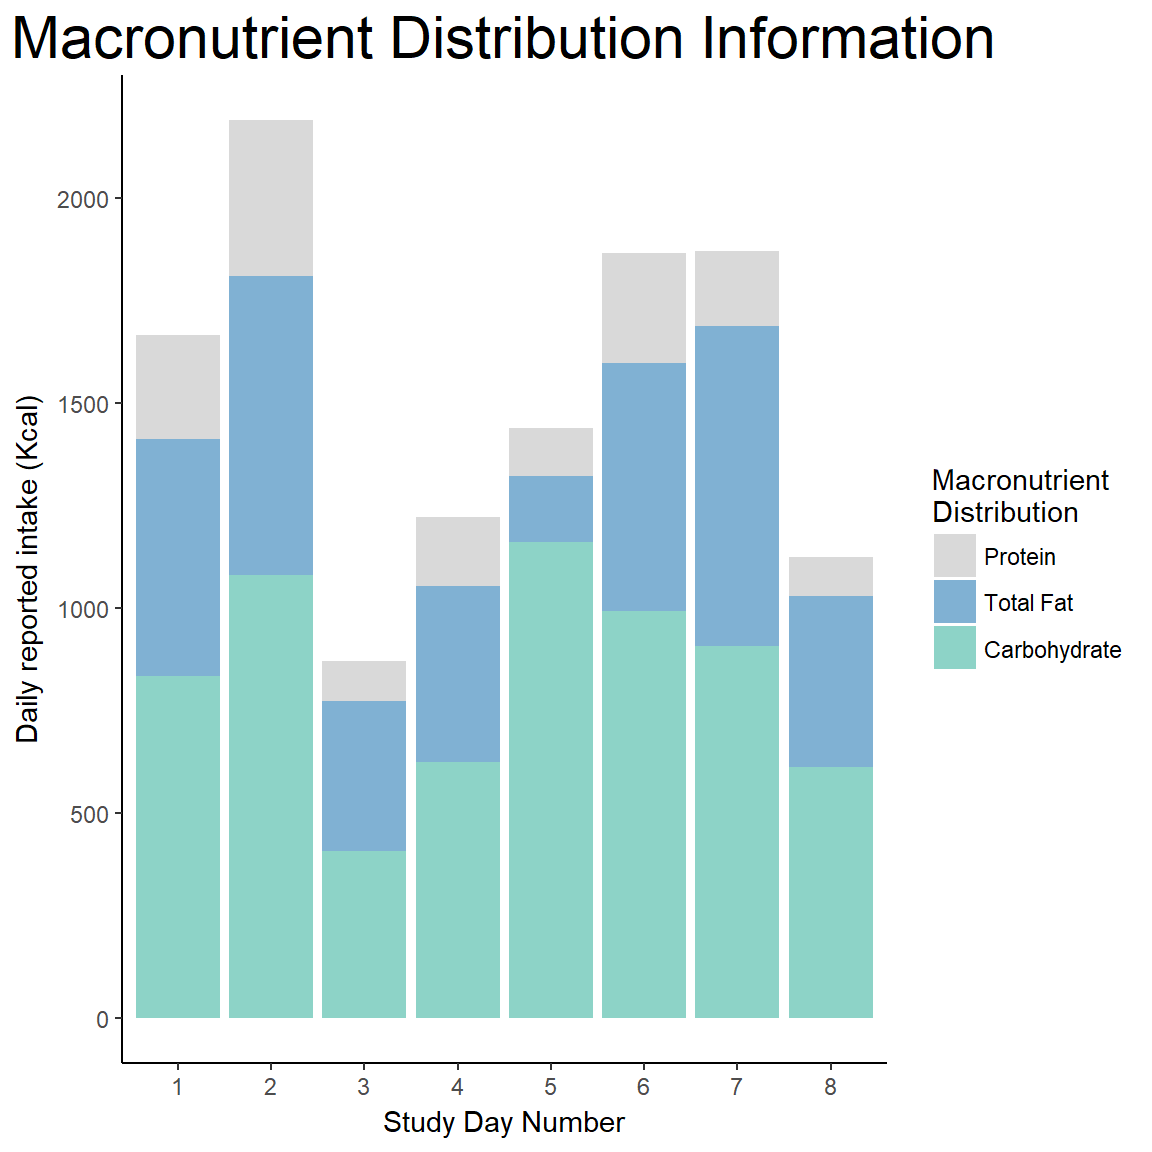 Macronutrient Distribution Information
Daily reported intake (Kcal)
2000
1500
1000
500
0
1 2 3 4 5 6 7 8
Study Day Number
Macronutrient
Distribution
Protein
Total Fat
Carbohydrate